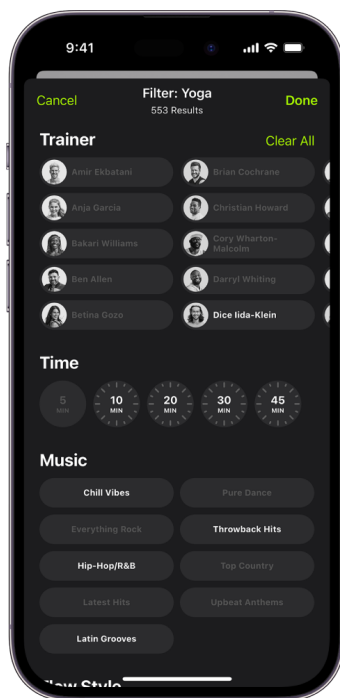 9:41
Cancel
Filter: Yoga
Done
553 Results
Trainer
Clear All
Amir Ekbatani
Brian Cochrane
Anja Garcia
Christian Howard
Bakari Williams
Cory Wharton-
Malcolm
Ben Allen
Darryl Whiting
Betina Gozo
Dice Iida-Klein
Time
5
MIN
10
MIN
20
MIN
30
MIN
45
MIN
Music
Chill Vibes
Pure Dance
Everything Rock
Throwback Hits
Hip-Hop/R&B
Top Country
Latest Hits
Upbeat Anthems
Latin Grooves
Flow Style